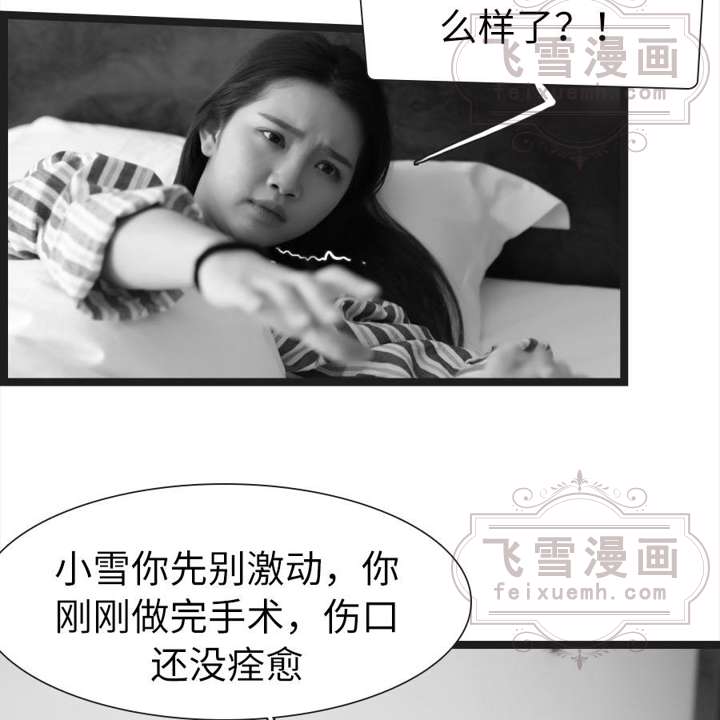 么样了?!
飞雪漫画
feixuemh.com
飞雪漫画
feixuemh.com
小雪你先别激动,你
刚刚做完手术,伤口
还没痊愈